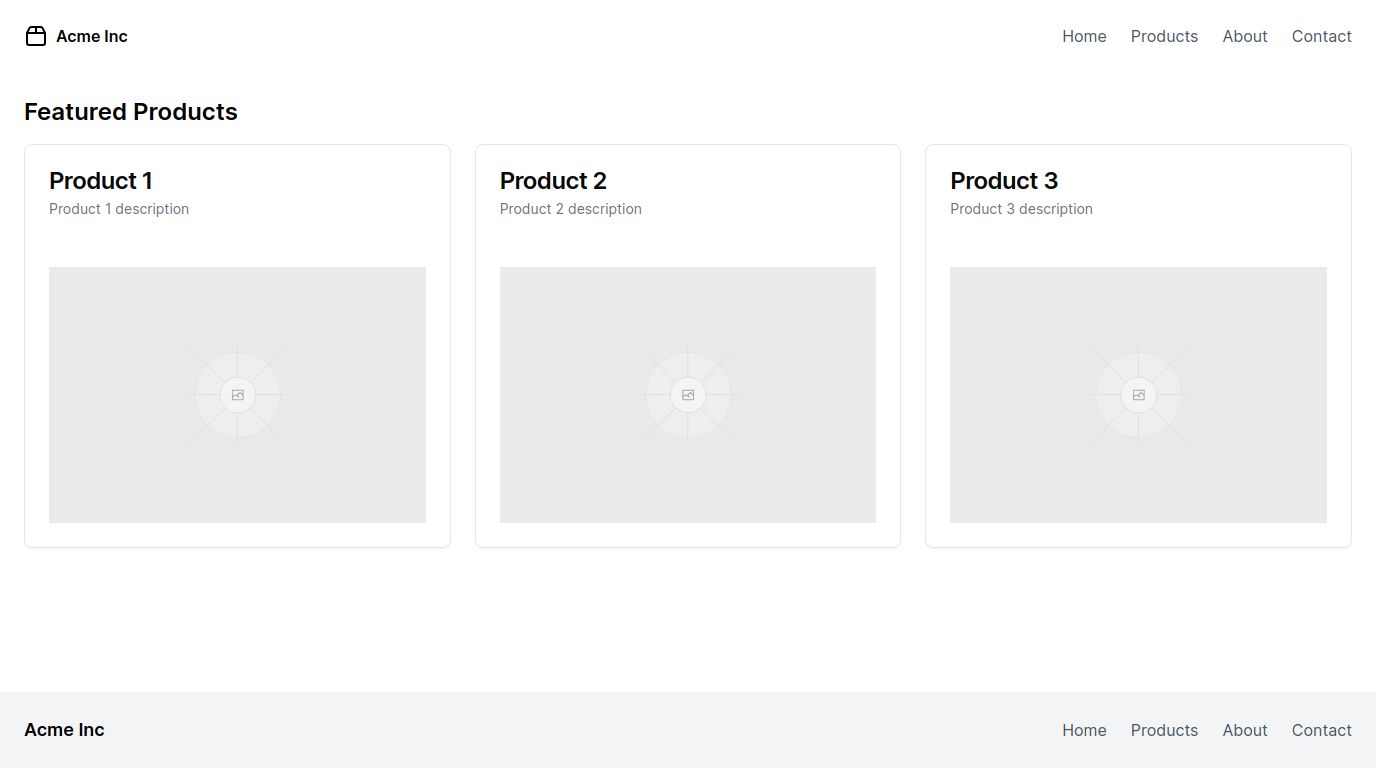 Acme Inc
Home Products About Contact
Featured Products
Product 1
Product 1 description
Product 2
Product 2 description
Product 3
Product 3 description
Acme Inc
Home Products About Contact